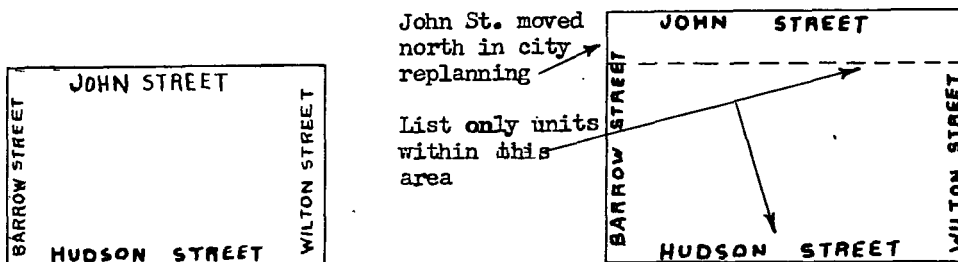 JOHN STREET
BARROW STREET
WILTON STREET
HUDSON STREET
John St. moved
north in city
replanning
List only units
within this
area
JOHN STREET
BARROW STREET
WILTON STREET
HUDSON STREET